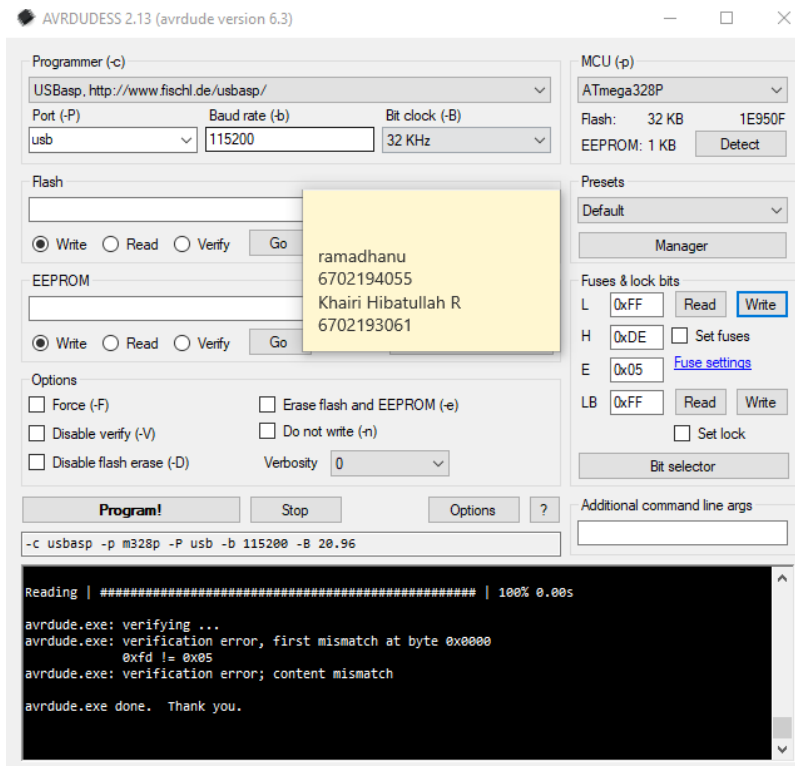 AVRDUDESS 2.13 (avrdude version 6.3)
Programmer (-c)
USBasp, http://www.fischl.de/usbasp/
Port (-P) Baud rate (-b) Bit clock (-B)
usb 115200 32 KHz
MCU (-p)
ATmega328P
Flash: 32 KB 1E950F
EEPROM: 1 KB Detect
Flash
Write Read Verify Go
Presets
Default
Manager
ramadhanu
6702194055
Khairi Hibatullah R
6702193061
EEPROM
Write Read Verify Go
Fuses & lock bits
L 0xFF Read Write
H 0xDE Set fuses
E 0x05 Fuse settings
LB 0xFF Read Write
Set lock
Bit selector
Options
Force (-F) Erase flash and EEPROM (-e)
Disable verify (-V) Do not write (-n)
Disable flash erase (-D) Verbosity 0
Program! Stop Options ?
Additional command line args
-c usbasp -p m328p -P usb -b 115200 -B 20.96
Reading | ################################################## | 100% 0.00s
avrdude.exe: verifying ...
avrdude.exe: verification error, first mismatch at byte 0x0000
0xfd != 0x05
avrdude.exe: verification error; content mismatch
avrdude.exe done. Thank you.